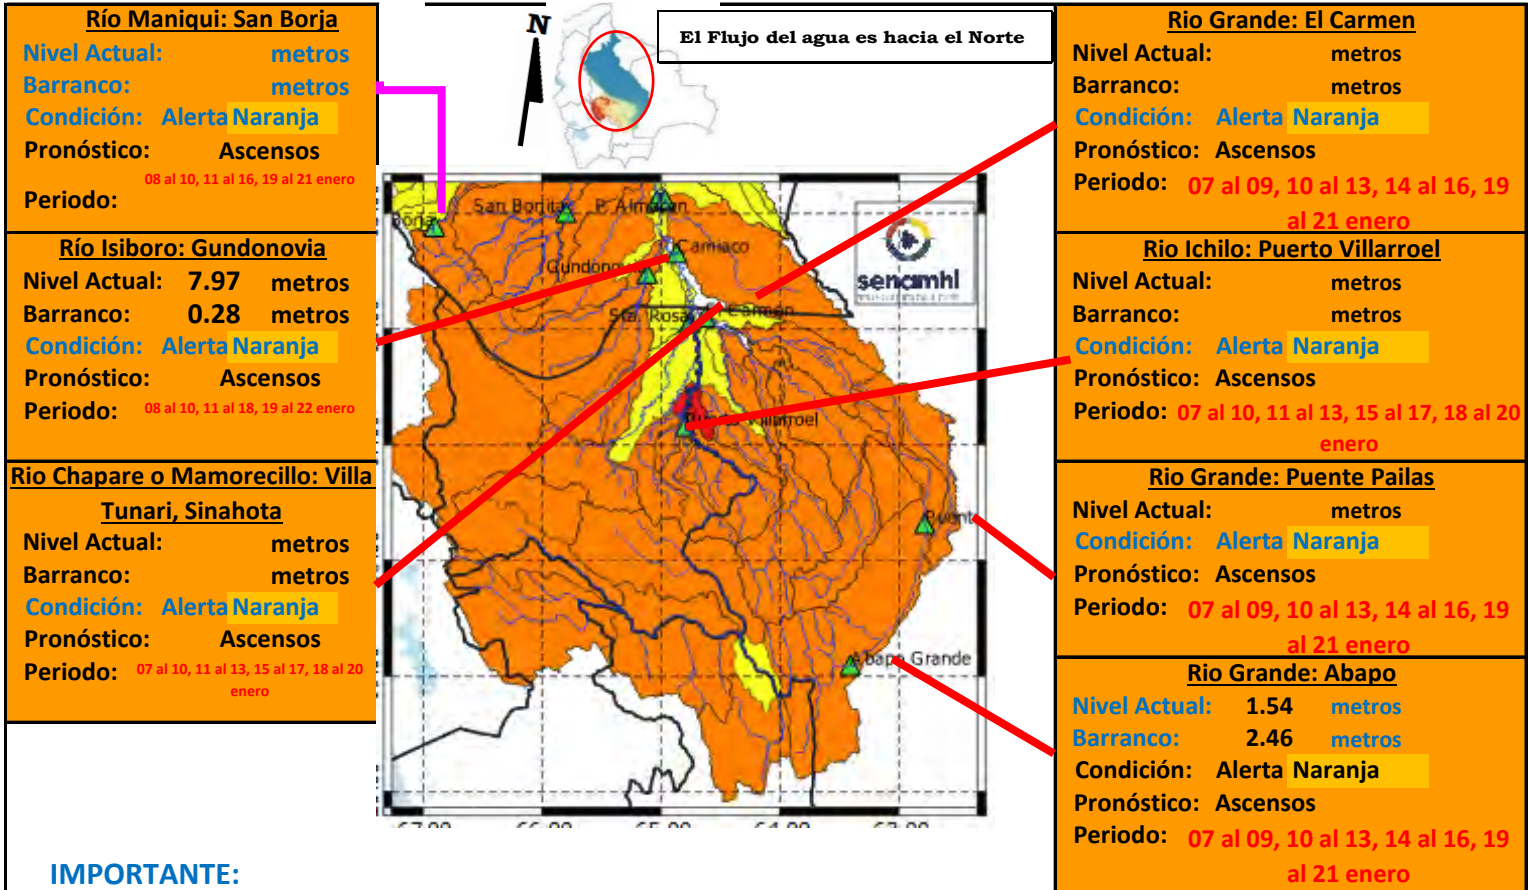 Río Maniqui: San Borja
Nivel Actual: metros
Barranco: metros
Condición: Alerta Naranja
Pronóstico: Ascensos
08 al 10, 11 al 16, 19 al 21 enero
Periodo:
Río Isiboro: Gundonovia
Nivel Actual: 7.97 metros
Barranco: 0.28 metros
Condición: Alerta Naranja
Pronóstico: Ascensos
Periodo: 08 al 10, 11 al 18, 19 al 22 enero
Rio Chapare o Mamorecillo: Villa
Tunari, Sinahota
Nivel Actual: metros
Barranco: metros
Condición: Alerta Naranja
Pronóstico: Ascensos
Periodo: 07 al 10, 11 al 13, 15 al 17, 18 al 20
enero
IMPORTANTE:
N
El Flujo del agua es hacia el Norte
San Bonita
P. Almacen
Camiaco
senamhi
Sta. Rosa
Abapo Grande
Rio Grande: El Carmen
Nivel Actual: metros
Barranco: metros
Condición: Alerta Naranja
Pronóstico: Ascensos
Periodo: 07 al 09, 10 al 13, 14 al 16, 19
al 21 enero
Rio Ichilo: Puerto Villarroel
Nivel Actual: metros
Barranco: metros
Condición: Alerta Naranja
Pronóstico: Ascensos
Periodo: 07 al 10, 11 al 13, 15 al 17, 18 al 20
enero
Rio Grande: Puente Pailas
Nivel Actual: metros
Condición: Alerta Naranja
Pronóstico: Ascensos
Periodo: 07 al 09, 10 al 13, 14 al 16, 19
al 21 enero
Rio Grande: Abapo
Nivel Actual: 1.54 metros
Barranco: 2.46 metros
Condición: Alerta Naranja
Pronóstico: Ascensos
Periodo: 07 al 09, 10 al 13, 14 al 16, 19
al 21 enero